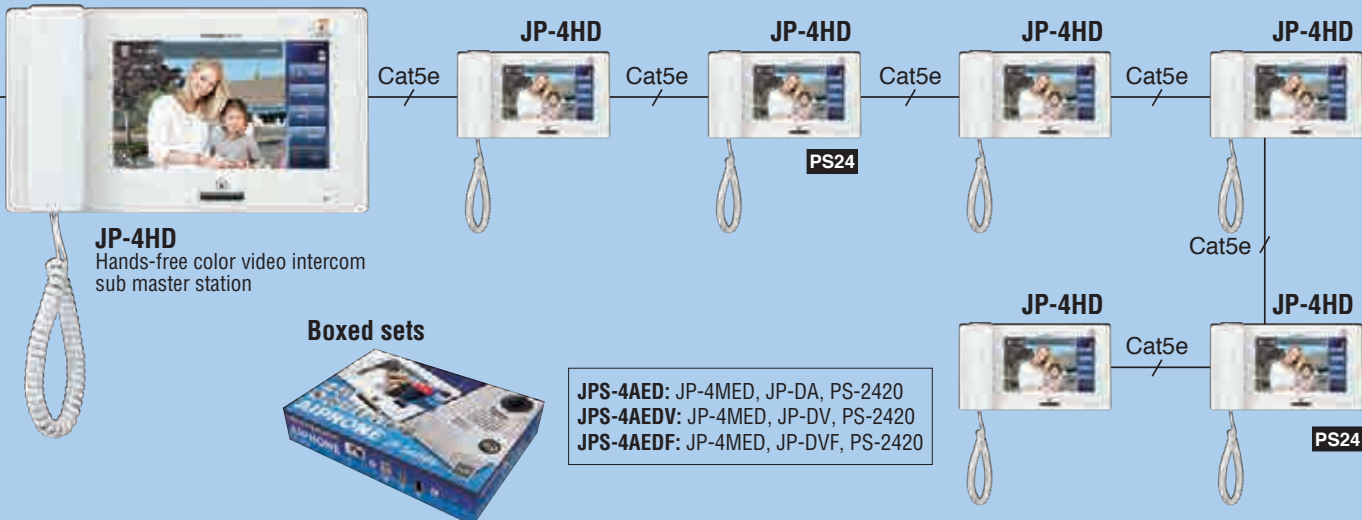 JP-4HD
JP-4HD
JP-4HD
JP-4HD
Cat5e
Cat5e
Cat5e
Cat5e
PS24
JP-4HD
Hands-free color video intercom
sub master station
Cat5e
Boxed sets
JP-4HD
JP-4HD
Cat5e
AIPHONE
JPS-4AED: JP-4MED, JP-DA, PS-2420
JPS-4AEDV: JP-4MED, JP-DV, PS-2420
JPS-4AEDF: JP-4MED, JP-DVF, PS-2420
PS24